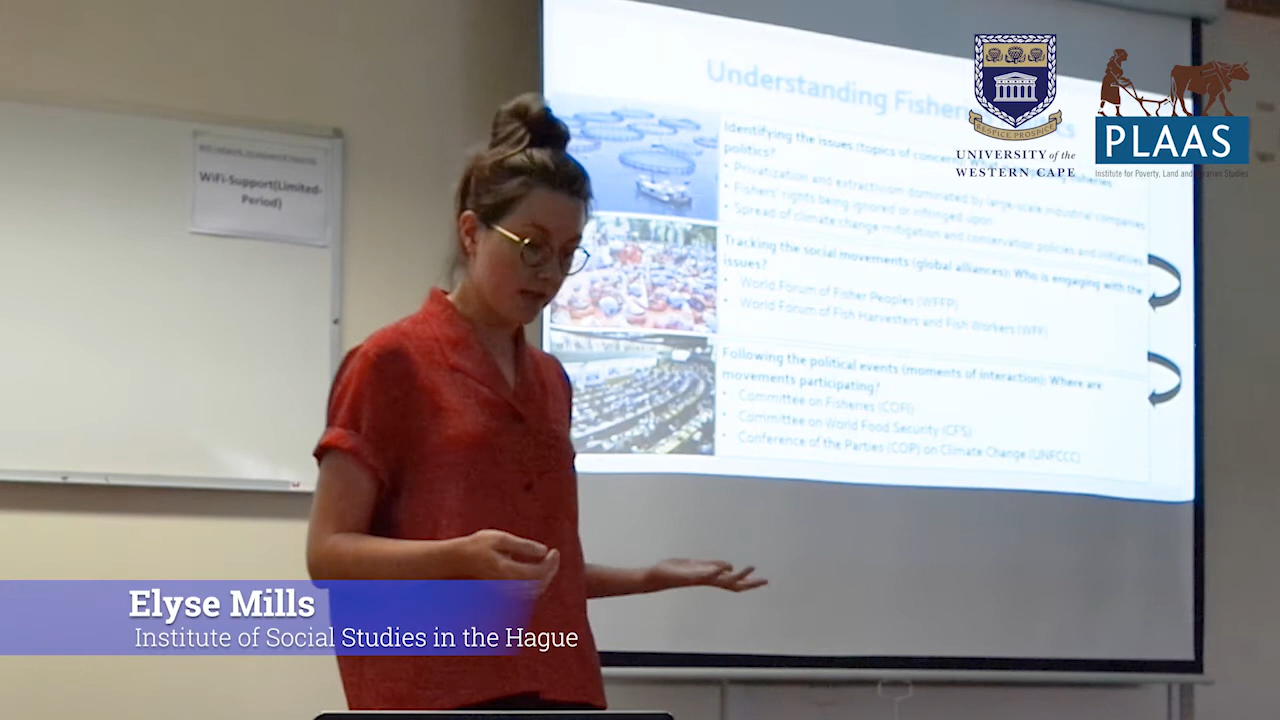 WiFi-Support(Limited-
Period)
Understanding Fisheri
Identifying the issues (topics of concern): What
politics?
• Privatization and extractivism dominated by large-scale industrial companies
• Fishers' rights being ignored or infringed upon
• Spread of climate change mitigation and conservation policies and initiatives
Tracking the social movements (global alliances): Who is engaging with the
issues?
• World Forum of Fisher Peoples (WFFP)
• World Forum of Fish Harvesters and Fish Workers (WFF)
Following the political events (moments of interaction): Where are
movements participating?
• Committee on Fisheries (COFI)
• Committee on World Food Security (CFS)
• Conference of the Parties (COP) on Climate Change (UNFCCC)
RESPICE PROSPICE
UNIVERSITY of the
WESTERN CAPE
PLAAS
Institute for Poverty, Land and Agrarian Studies
Elyse Mills
Institute of Social Studies in the Hague